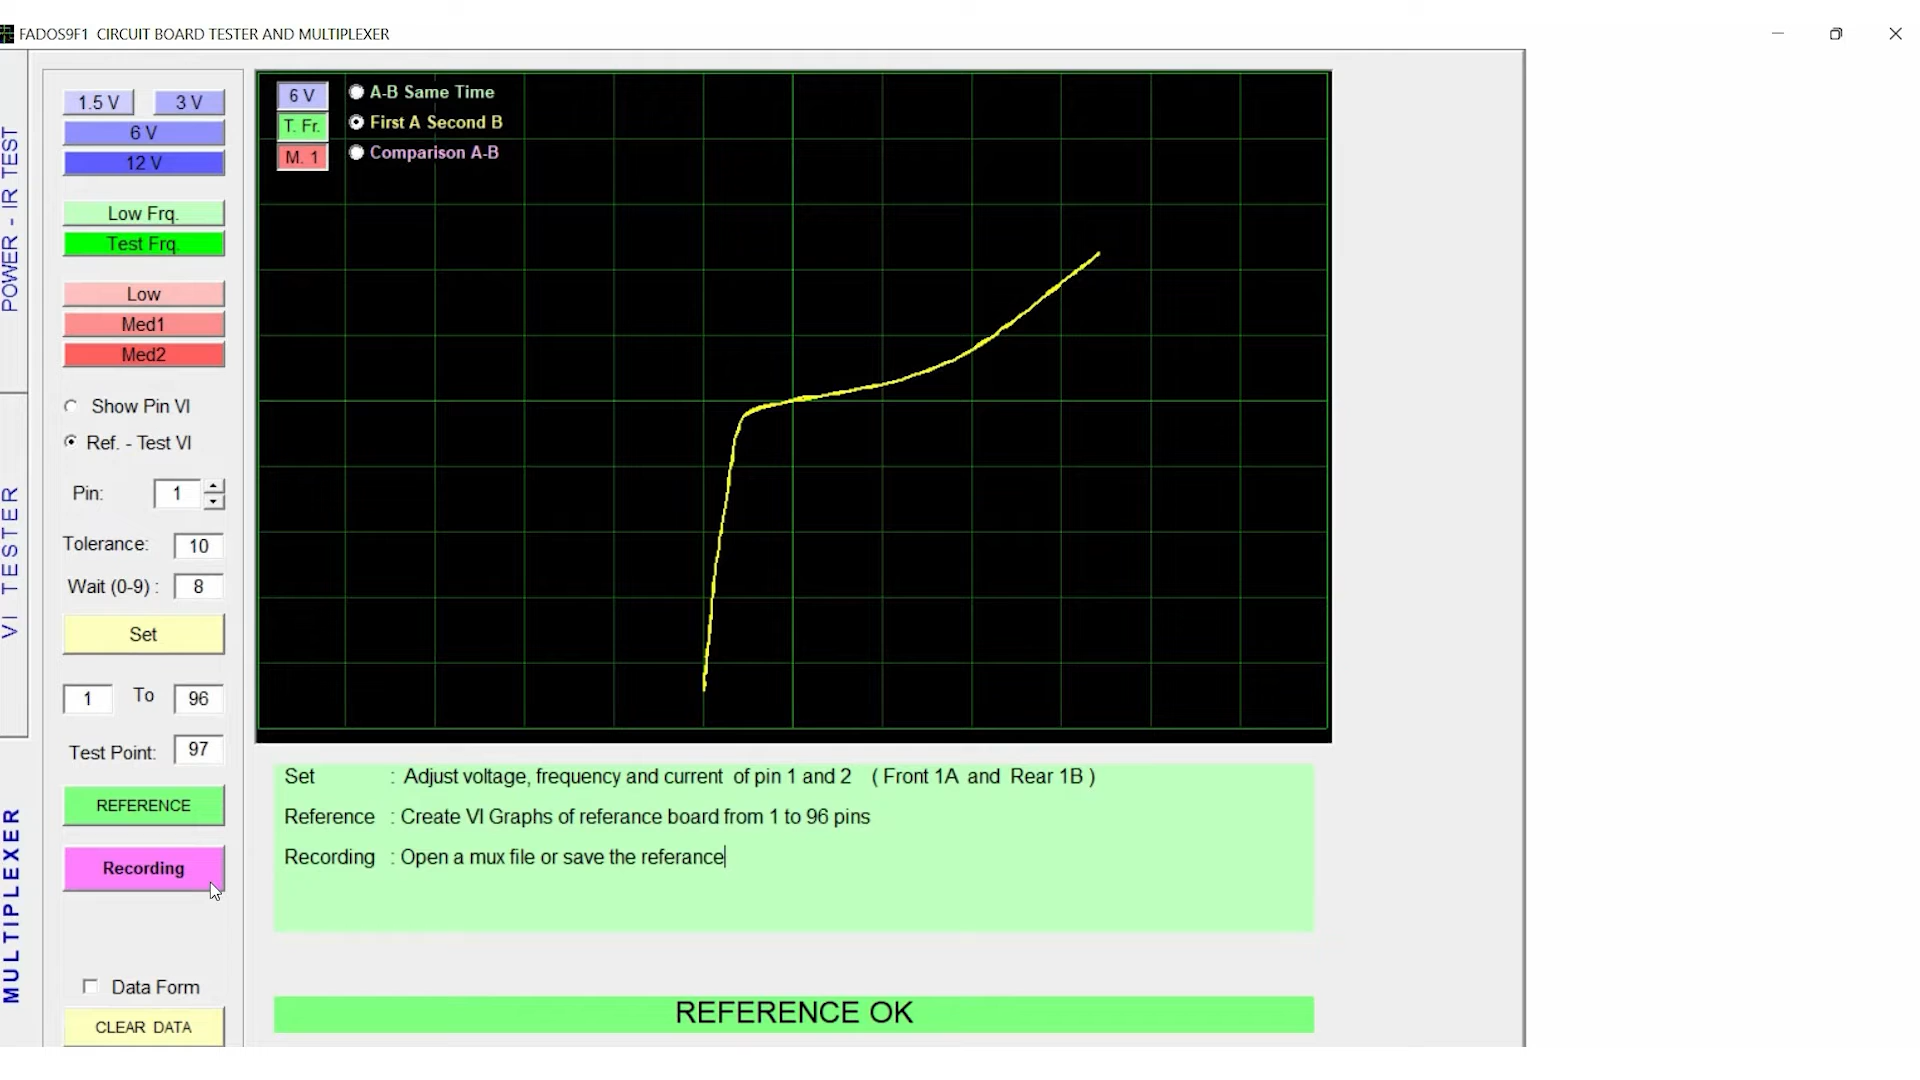 FADOS9F1 CIRCUIT BOARD TESTER AND MULTIPLEXER
POWER - IR TEST
VI TESTER
MULTIPLEXER
1.5 V 3 V
6 V
12 V
Low Frq.
Test Frq.
Low
Med1
Med2
Show Pin VI
Ref. - Test VI
Pin: 1
Tolerance: 10
Wait (0-9) : 8
Set
1 To 96
Test Point: 97
REFERENCE
Recording
Data Form
CLEAR DATA
6 V A-B Same Time
T. Fr. First A Second B
M. 1 Comparison A-B
Set : Adjust voltage, frequency and current of pin 1 and 2 ( Front 1A and Rear 1B )
Reference : Create VI Graphs of referance board from 1 to 96 pins
Recording : Open a mux file or save the referance
REFERENCE OK